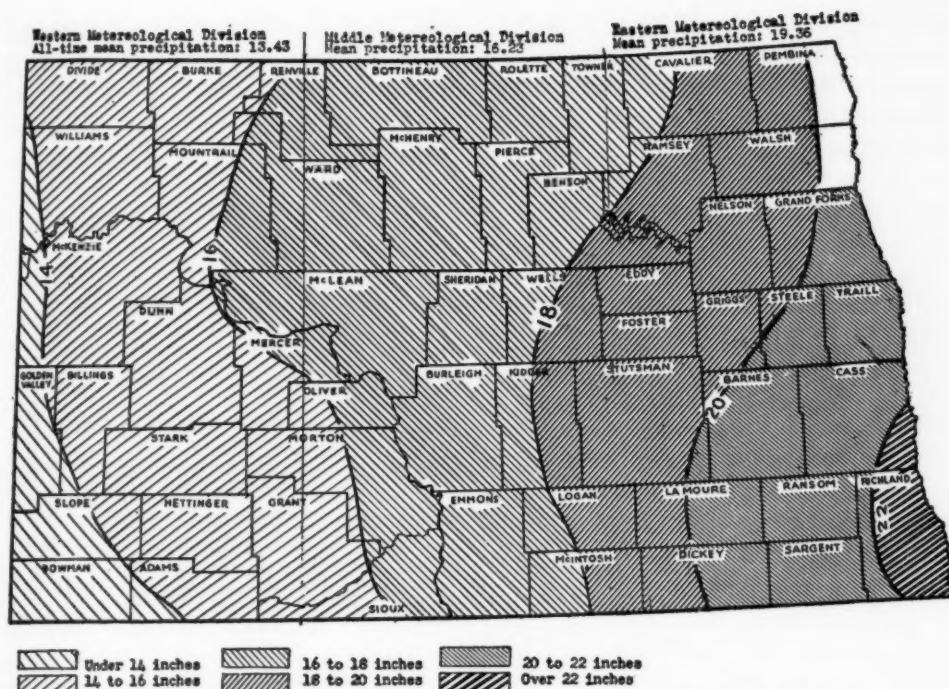 Western Metereological Division
All-time mean precipitation: 13.43
Middle Metereological Division
Mean precipitation: 16.23
Eastern Metereological Division
Mean precipitation: 19.36
DIVIDE BURKE RENVILLE BOTTINEAU ROLETTE TOWNER CAVALIER PEMBINA
WILLIAMS MOUNTRAIL WARD McHENRY PIERCE RAMSEY WALSH
BENSON NELSON GRAND FORKS
McKENZIE 14 16 McLEAN SHERIDAN WELLS EDDY
DUNN MERCER 18 FOSTER GRIGGS STEELE TRAILL
GOLDEN VALLEY BILLINGS OLIVER BURLEIGH KIDDER STUTSMAN BARNES CASS
20
STARK MORTON
SLOPE HETTINGER GRANT EMMONS LOGAN LA MOURE RANSOM RICHLAND
22
BOWMAN ADAMS McINTOSH DICKEY SARGENT
SIOUX
Under 14 inches
14 to 16 inches
16 to 18 inches
18 to 20 inches
20 to 22 inches
Over 22 inches